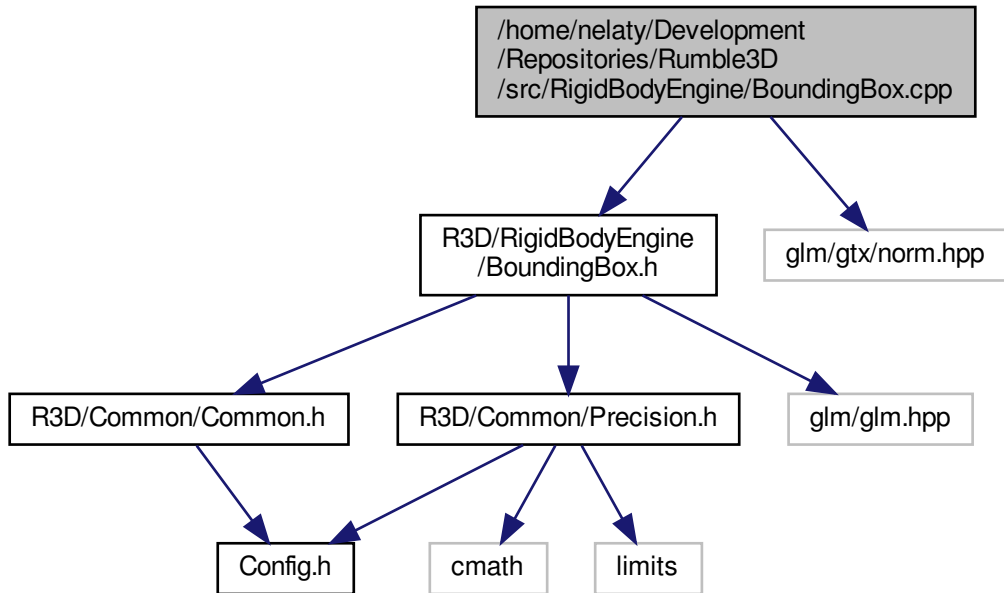 /home/nelaty/Development
/Repositories/Rumble3D
/src/RigidBodyEngine/BoundingBox.cpp
R3D/RigidBodyEngine
/BoundingBox.h
glm/gtx/norm.hpp
R3D/Common/Common.h
R3D/Common/Precision.h
glm/glm.hpp
Config.h
cmath
limits